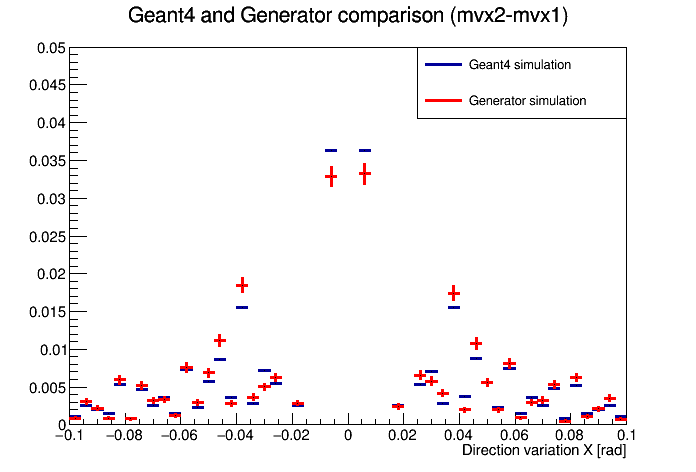 Geant4 and Generator comparison (mvx2-mvx1)
Geant4 simulation
Generator simulation
0.05
0.045
0.04
0.035
0.03
0.025
0.02
0.015
0.01
0.005
0
−0.1 −0.08 −0.06 −0.04 −0.02 0 0.02 0.04 0.06 0.08 0.1
Direction variation X [rad]